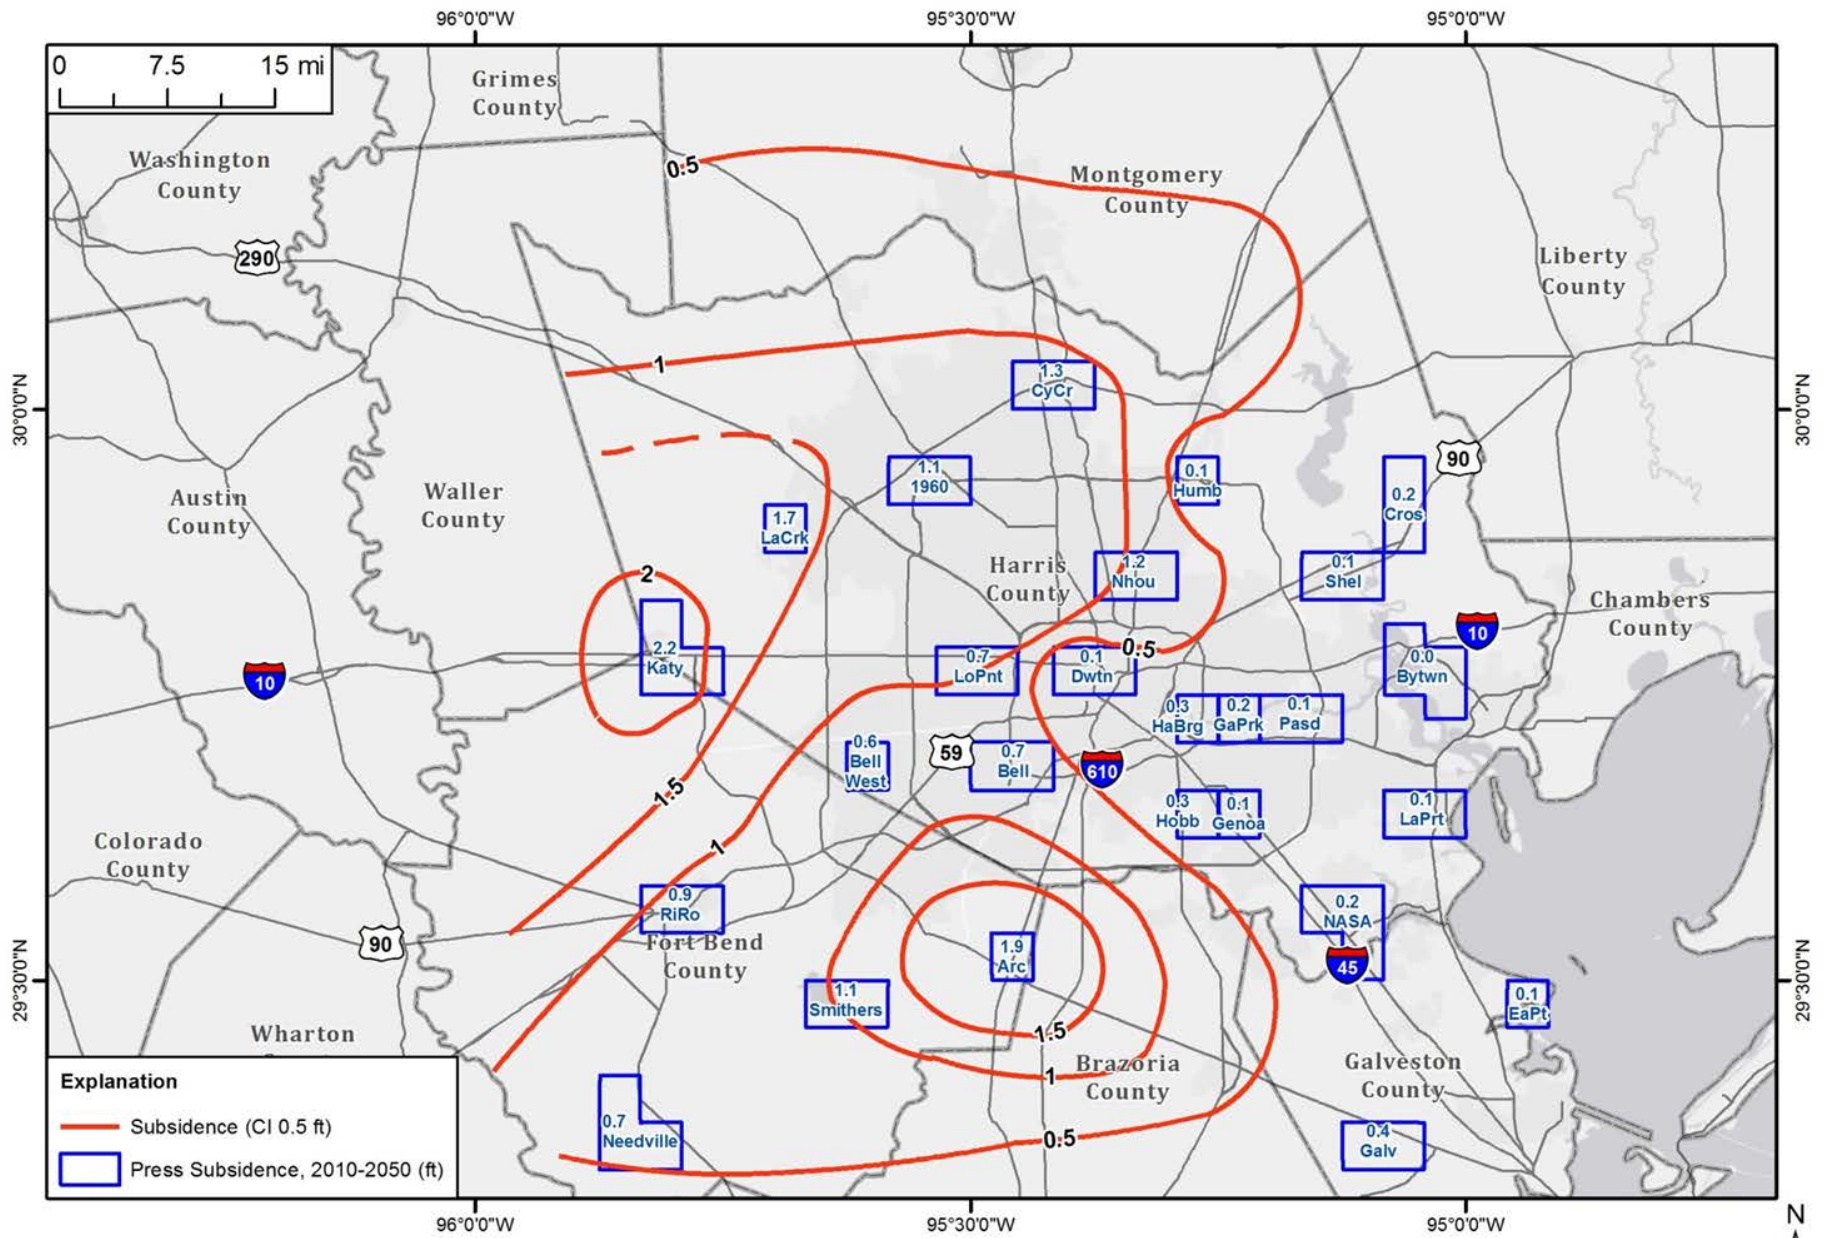 96°0'0"W
95°30'0"W
95°0'0"W
0 7.5 15 mi
Grimes
County
Washington
County
0.5
Montgomery
County
290
Liberty
County
1
1.3
CyCr
30°0'0"N
30°0'0"N
90
1.1
1960
0.1
Humb
0.2
Cros
Austin
County
Waller
County
1.7
LaCrk
Harris
County
1.2
Nhou
0.1
Shel
2
Chambers
County
10
10
2.2
Katy
0.7
LoPnt
0.1
Dwtn
0.5
0.0
Bytwn
0.3
HaBrg
0.2
GaPrk
0.1
Pasd
0.6
Bell
West
59
0.7
Bell
610
1.5
0.3
Hobb
0.1
Genoa
0.1
LaPrt
Colorado
County
1
0.9
RiRo
0.2
NASA
90
Fort Bend
County
1.9
Arc
45
29°30'0"N
29°30'0"N
1.1
Smithers
0.1
EaPt
Wharton
1.5
1
Brazoria
County
Galveston
County
Explanation
Subsidence (CI 0.5 ft)
Press Subsidence, 2010-2050 (ft)
0.7
Needville
0.5
0.4
Galv
96°0'0"W
95°30'0"W
95°0'0"W
N